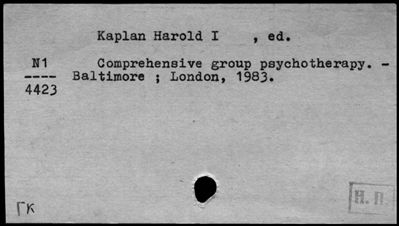 Kaplan Harold I , ed.
N1 Comprehensive group psychotherapy. -
---- Baltimore ; London, 1983.
4423
ГК
Н. П